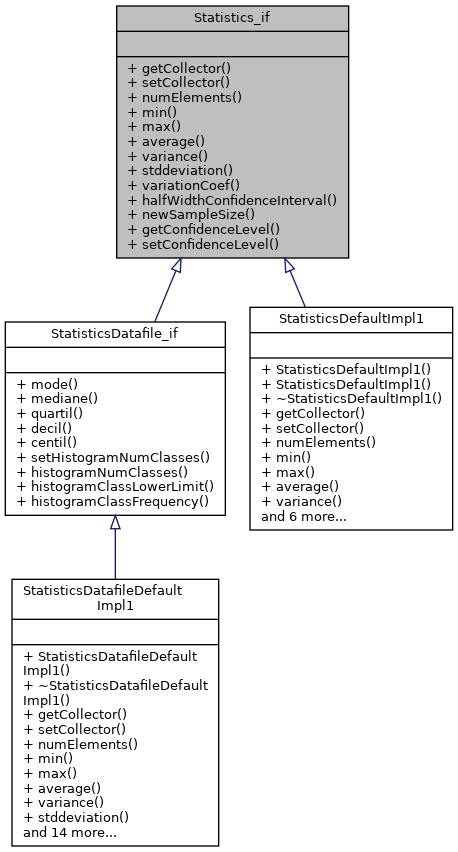 Statistics_if
+ getCollector()
+ setCollector()
+ numElements()
+ min()
+ max()
+ average()
+ variance()
+ stddeviation()
+ variationCoef()
+ halfWidthConfidenceInterval()
+ newSampleSize()
+ getConfidenceLevel()
+ setConfidenceLevel()
StatisticsDatafile_if
+ mode()
+ mediane()
+ quartil()
+ decil()
+ centil()
+ setHistogramNumClasses()
+ histogramNumClasses()
+ histogramClassLowerLimit()
+ histogramClassFrequency()
StatisticsDefaultImpl1
+ StatisticsDefaultImpl1()
+ StatisticsDefaultImpl1()
+ ~StatisticsDefaultImpl1()
+ getCollector()
+ setCollector()
+ numElements()
+ min()
+ max()
+ average()
+ variance()
and 6 more...
StatisticsDatafileDefault
Impl1
+ StatisticsDatafileDefault
Impl1()
+ ~StatisticsDatafileDefault
Impl1()
+ getCollector()
+ setCollector()
+ numElements()
+ min()
+ max()
+ average()
+ variance()
+ stddeviation()
and 14 more...